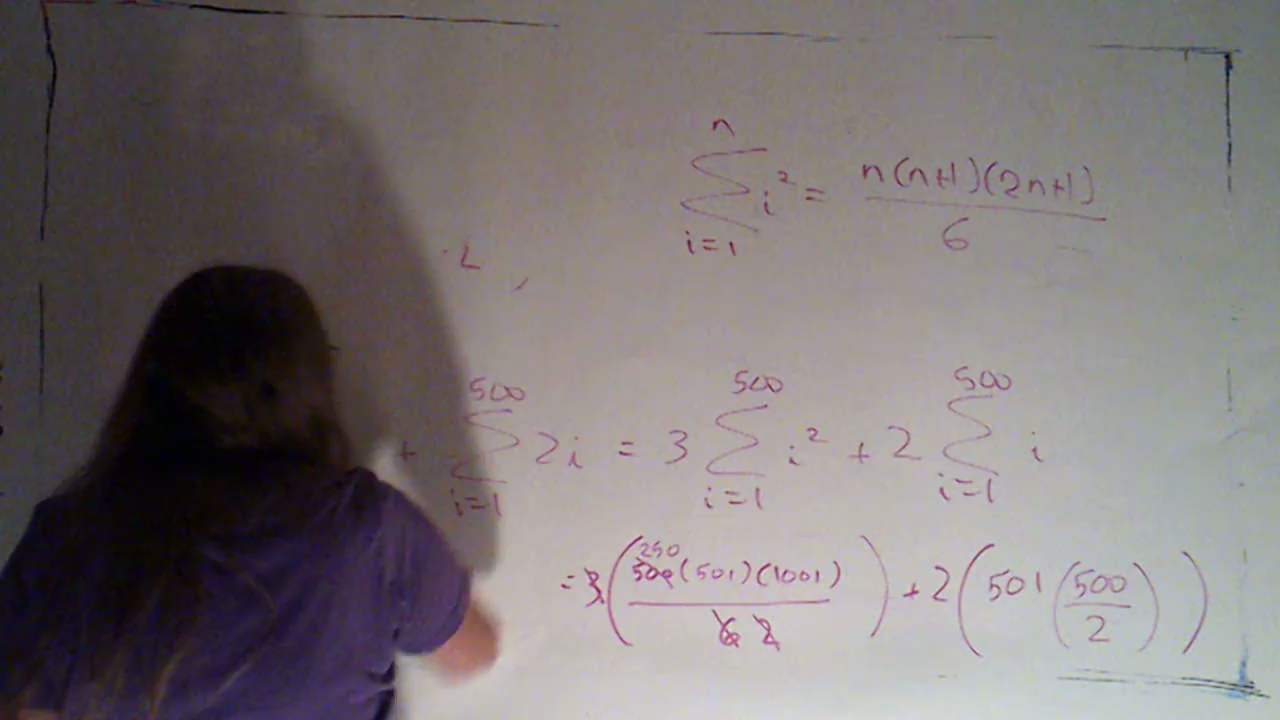 n
∑ i² = n(n+1)(2n+1) / 6
i=1
500 500 500
+ ∑ 2i = 3 ∑ i² + 2 ∑ i
i=1 i=1 i=1
250
= 3 ( 500 (501)(1001) / 6 2 ) + 2 ( 501 ( 500 / 2 ) )